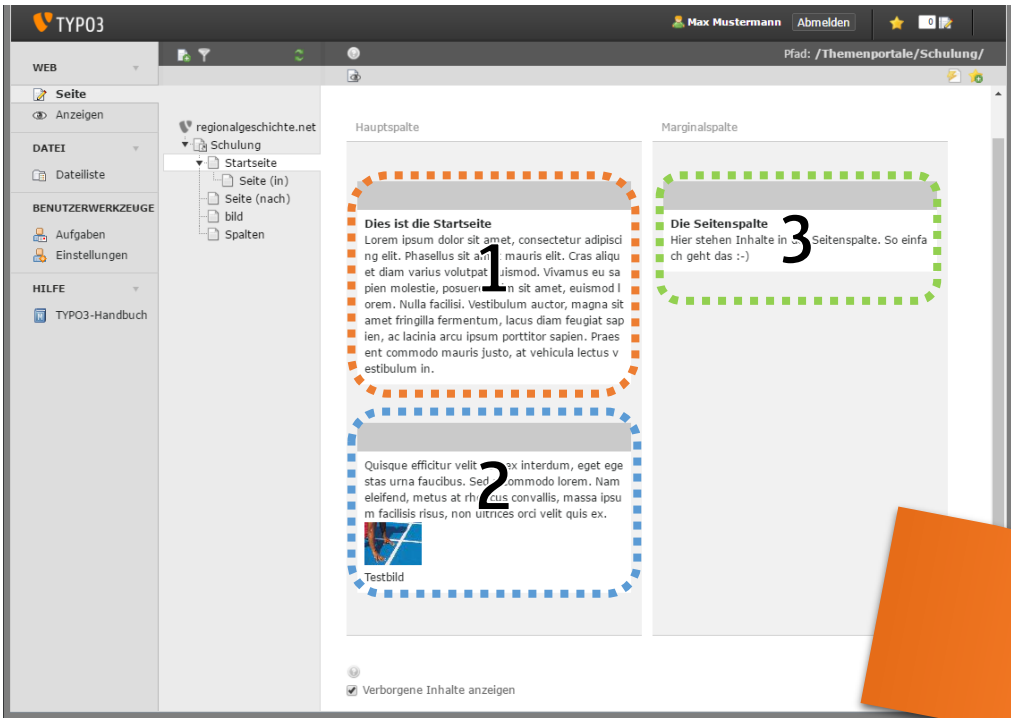 TYPO3
Max Mustermann Abmelden 0
Pfad: /Themenportale/Schulung/
WEB
Seite
Anzeigen
DATEI
Dateiliste
BENUTZERWERKZEUGE
Aufgaben
Einstellungen
HILFE
TYPO3-Handbuch
regionalgeschichte.net
Schulung
Startseite
Seite (in)
Seite (nach)
bild
Spalten
Hauptspalte
Dies ist die Startseite
Lorem ipsum dolor sit amet, consectetur adipisci
ng elit. Phasellus sit amet mauris elit. Cras aliqu
et diam varius volutpat euismod. Vivamus eu sa
pien molestie, posuere sit amet, euismod l
orem. Nulla facilisi. Vestibulum auctor, magna sit
amet fringilla fermentum, lacus diam feugiat sap
ien, ac lacinia arcu ipsum porttitor sapien. Praes
ent commodo mauris justo, at vehicula lectus v
estibulum in.
1
Quisque efficitur velit ex interdum, eget ege
stas urna faucibus. Sed commodo lorem. Nam
eleifend, metus at rhoncus convallis, massa ipsu
m facilisis risus, non ultrices orci velit quis ex.
2
Testbild
Marginalspalte
Die Seitenspalte
Hier stehen Inhalte in der Seitenspalte. So einfa
ch geht das :-)
3
Verborgene Inhalte anzeigen